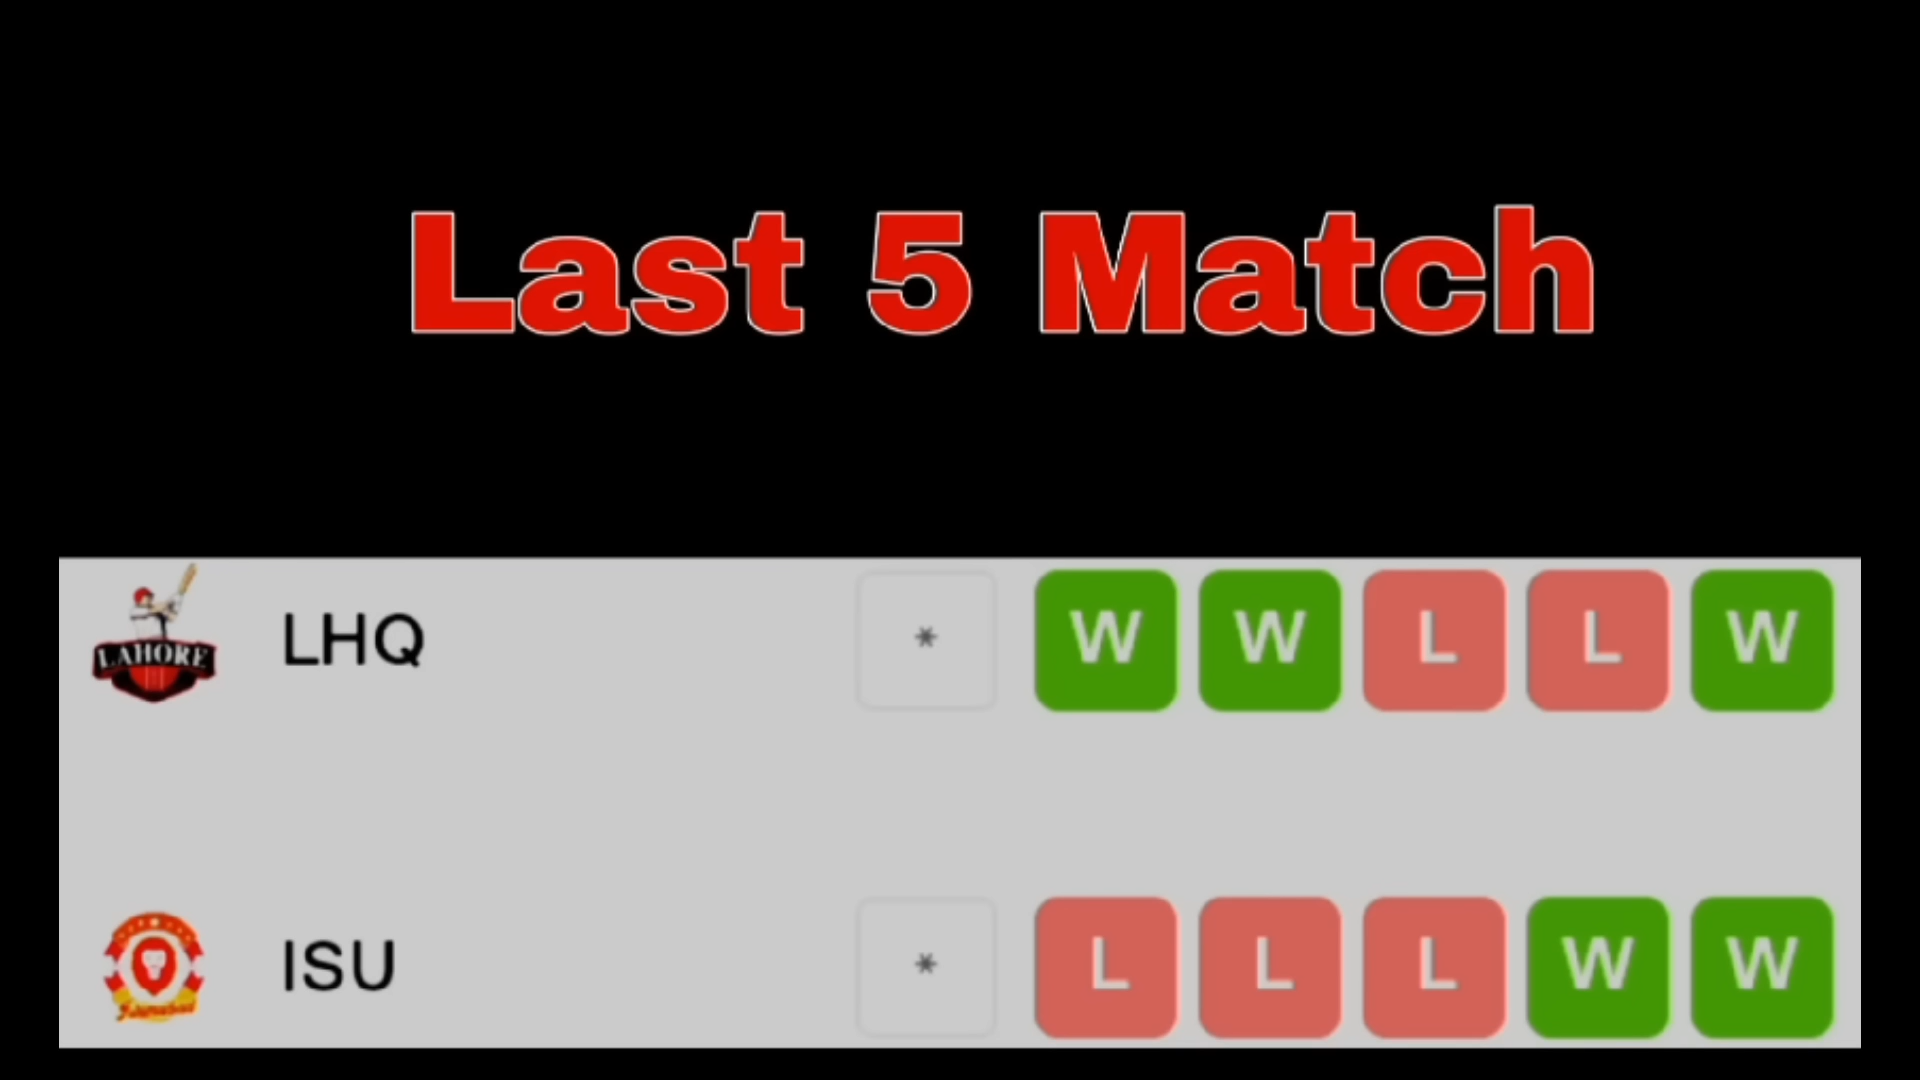 Last 5 Match
LAHORE
LHQ * W W L L W
ISU * L L L W W